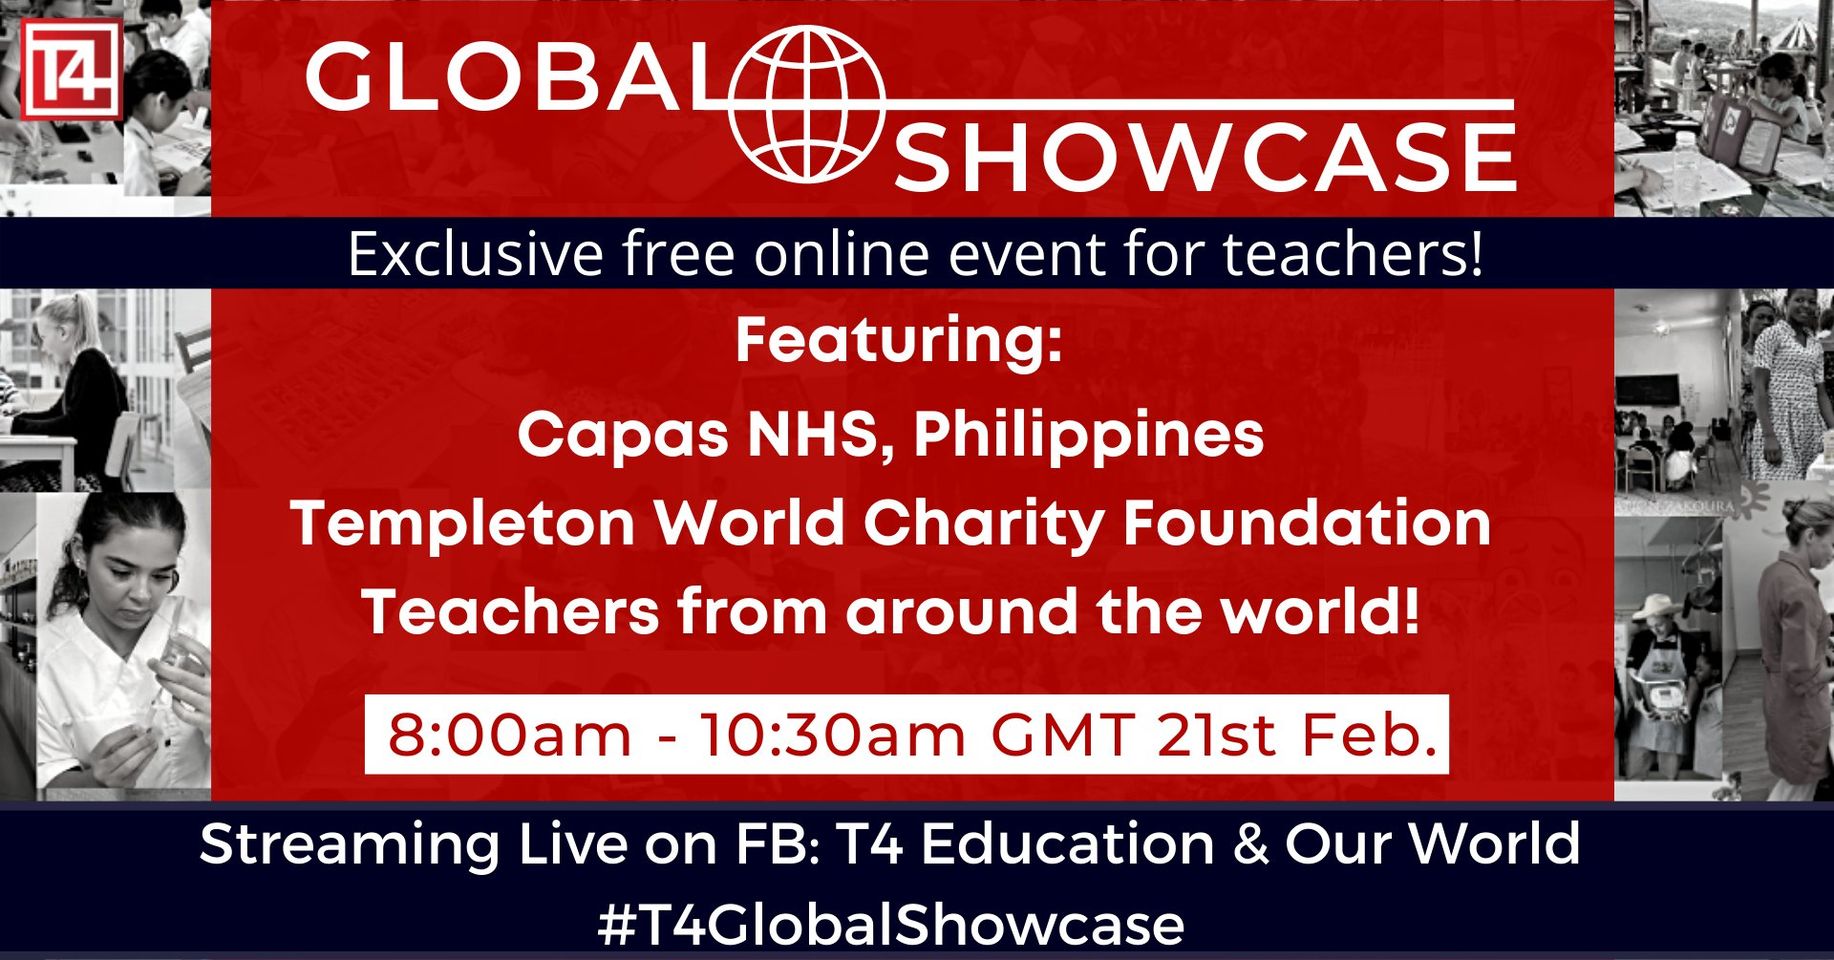 T4
GLOBAL
SHOWCASE
Exclusive free online event for teachers!
Featuring:
Capas NHS, Philippines
Templeton World Charity Foundation
Teachers from around the world!
8:00am - 10:30am GMT 21st Feb.
Streaming Live on FB: T4 Education & Our World
#T4GlobalShowcase